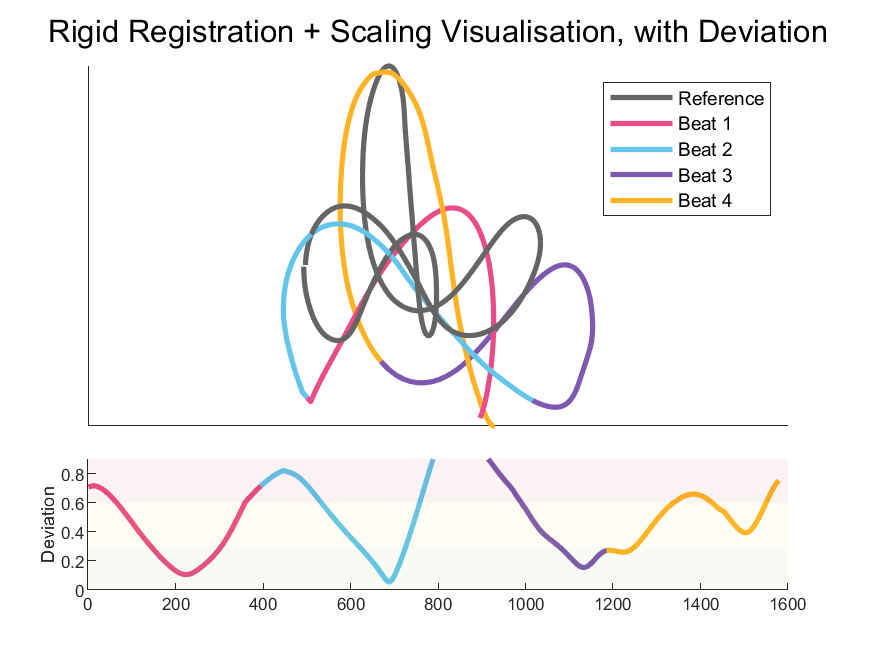 Rigid Registration + Scaling Visualisation, with Deviation
Reference
Beat 1
Beat 2
Beat 3
Beat 4
Deviation
0.8
0.6
0.4
0.2
0
0 200 400 600 800 1000 1200 1400 1600